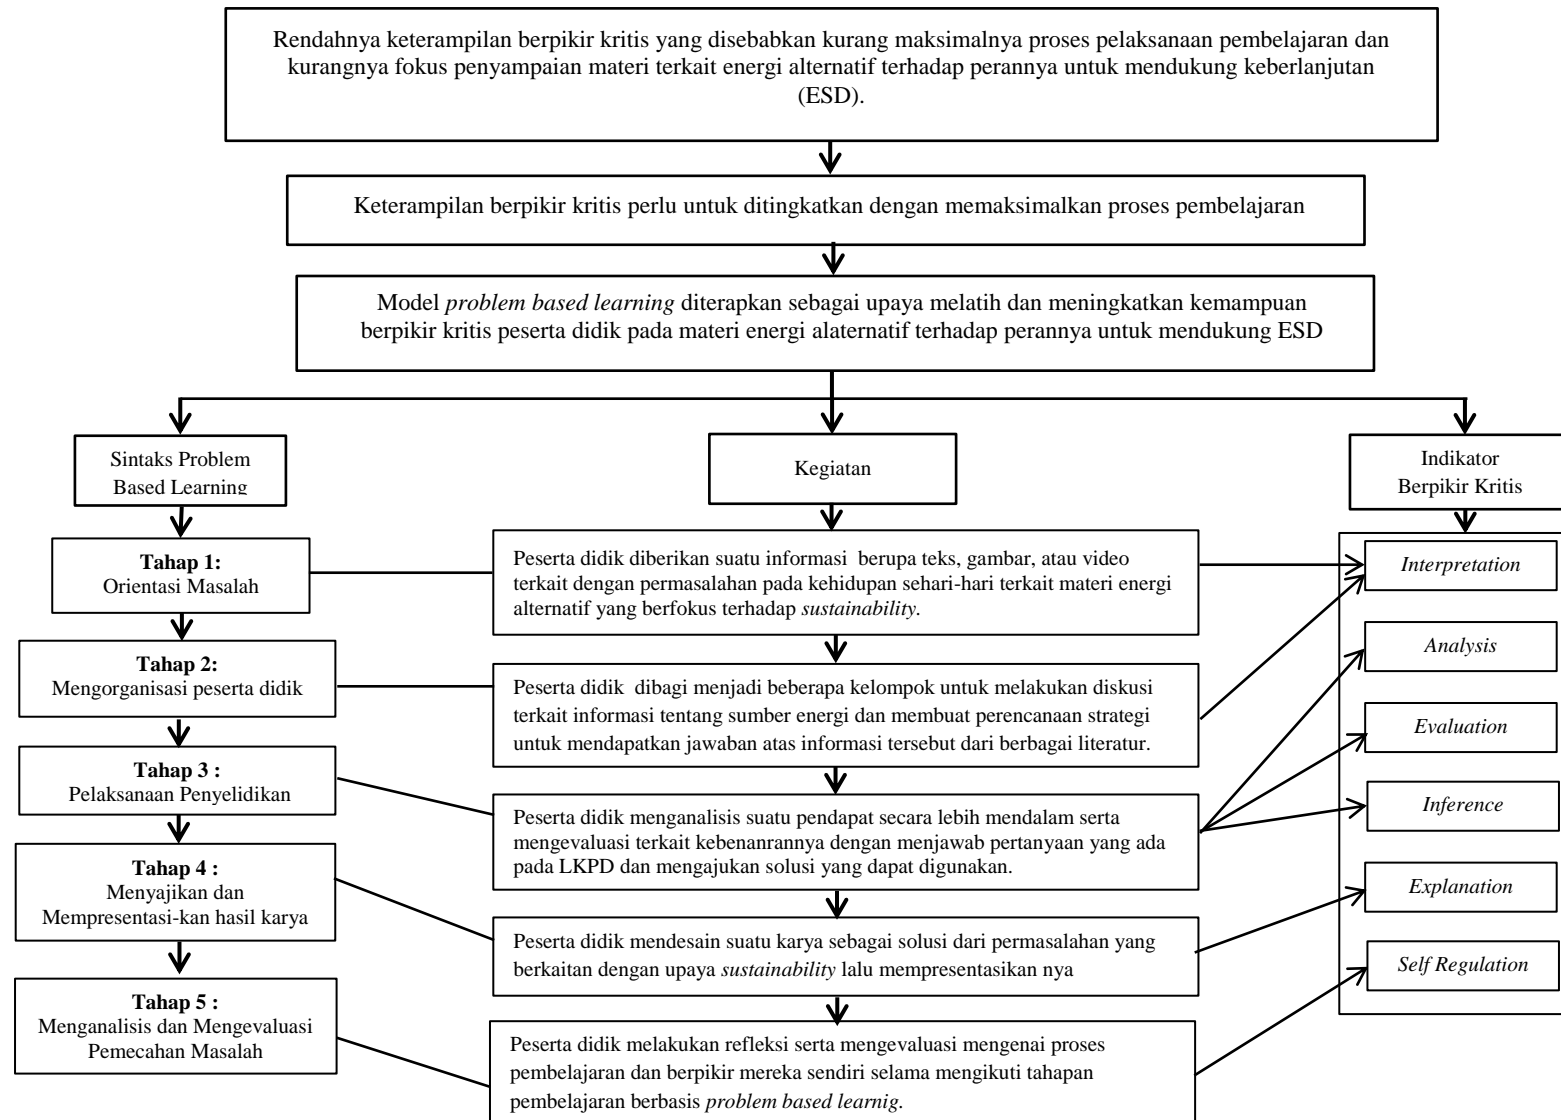 Rendahnya keterampilan berpikir kritis yang disebabkan kurang maksimalnya proses pelaksanaan pembelajaran dan
kurangnya fokus penyampaian materi terkait energi alternatif terhadap perannya untuk mendukung keberlanjutan
(ESD).
Keterampilan berpikir kritis perlu untuk ditingkatkan dengan memaksimalkan proses pembelajaran
Model problem based learning diterapkan sebagai upaya melatih dan meningkatkan kemampuan
berpikir kritis peserta didik pada materi energi alaternatif terhadap perannya untuk mendukung ESD
Sintaks Problem
Based Learning
Kegiatan
Indikator
Berpikir Kritis
Tahap 1:
Orientasi Masalah
Peserta didik diberikan suatu informasi berupa teks, gambar, atau video
terkait dengan permasalahan pada kehidupan sehari-hari terkait materi energi
alternatif yang berfokus terhadap sustainability.
Interpretation
Tahap 2:
Mengorganisasi peserta didik
Peserta didik dibagi menjadi beberapa kelompok untuk melakukan diskusi
terkait informasi tentang sumber energi dan membuat perencanaan strategi
untuk mendapatkan jawaban atas informasi tersebut dari berbagai literatur.
Analysis
Evaluation
Tahap 3 :
Pelaksanaan Penyelidikan
Peserta didik menganalisis suatu pendapat secara lebih mendalam serta
mengevaluasi terkait kebenanrannya dengan menjawab pertanyaan yang ada
pada LKPD dan mengajukan solusi yang dapat digunakan.
Inference
Tahap 4 :
Menyajikan dan
Mempresentasi-kan hasil karya
Peserta didik mendesain suatu karya sebagai solusi dari permasalahan yang
berkaitan dengan upaya sustainability lalu mempresentasikan nya
Explanation
Self Regulation
Tahap 5 :
Menganalisis dan Mengevaluasi
Pemecahan Masalah
Peserta didik melakukan refleksi serta mengevaluasi mengenai proses
pembelajaran dan berpikir mereka sendiri selama mengikuti tahapan
pembelajaran berbasis problem based learnig.